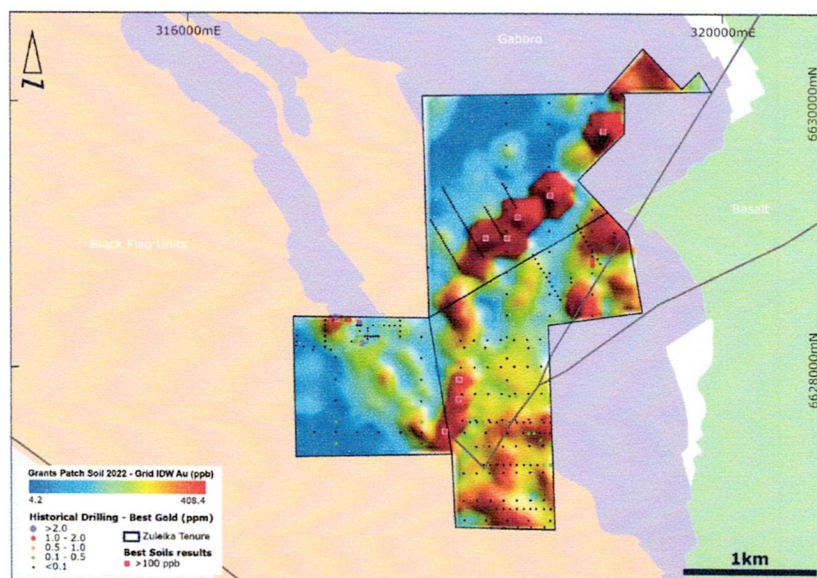 316000mE
320000mE
Gabbro
Z
6630000mN
Basalt
Black Flag Units
6628000mN
Grants Patch Soil 2022 - Grid IDW Au (ppb)
4.2 408.4
Historical Drilling - Best Gold (ppm)
>2.0
1.0 - 2.0
0.5 - 1.0
0.1 - 0.5
<0.1
Zuleika Tenure
Best Soils results
>100 ppb
1km